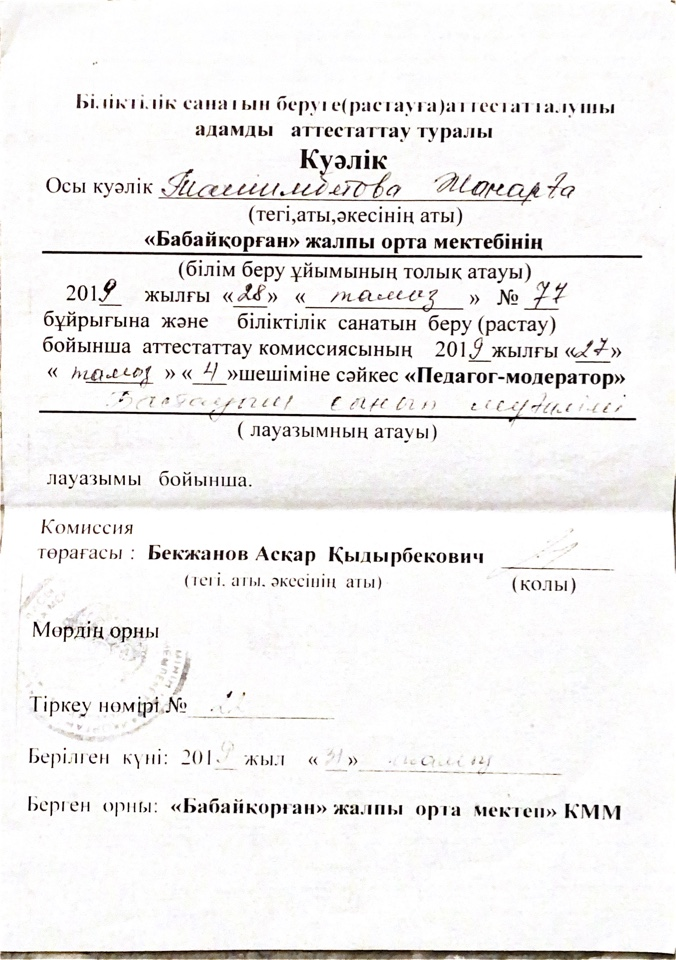 Біліктілік санатын беруге(растауға)аттестатталушы
адамды аттестаттау туралы
Куәлік
Осы куәлік Ташимбетова Жанарға
(тегі,аты,әкесінің аты)
«Бабайқорған» жалпы орта мектебінің
(білім беру ұйымының толық атауы)
2019 жылғы «28» « тамыз » № 77
бұйрығына және біліктілік санатын беру (растау)
бойынша аттестаттау комиссиясының 2019 жылғы «27»
« тамыз » « 4 »шешіміне сәйкес «Педагог-модератор»
Бастауыш сынып мұғалімі
( лауазымның атауы)
лауазымы бойынша.
Комиссия
төрағасы : Бекжанов Асқар Қыдырбекович
(тегі, аты, әкесінің аты) (қолы)
Мөрдің орны
Тіркеу нөмірі № 22
Берілген күні: 2019 жыл «31» тамыз
Берген орны: «Бабайқорған» жалпы орта мектеп» КММ